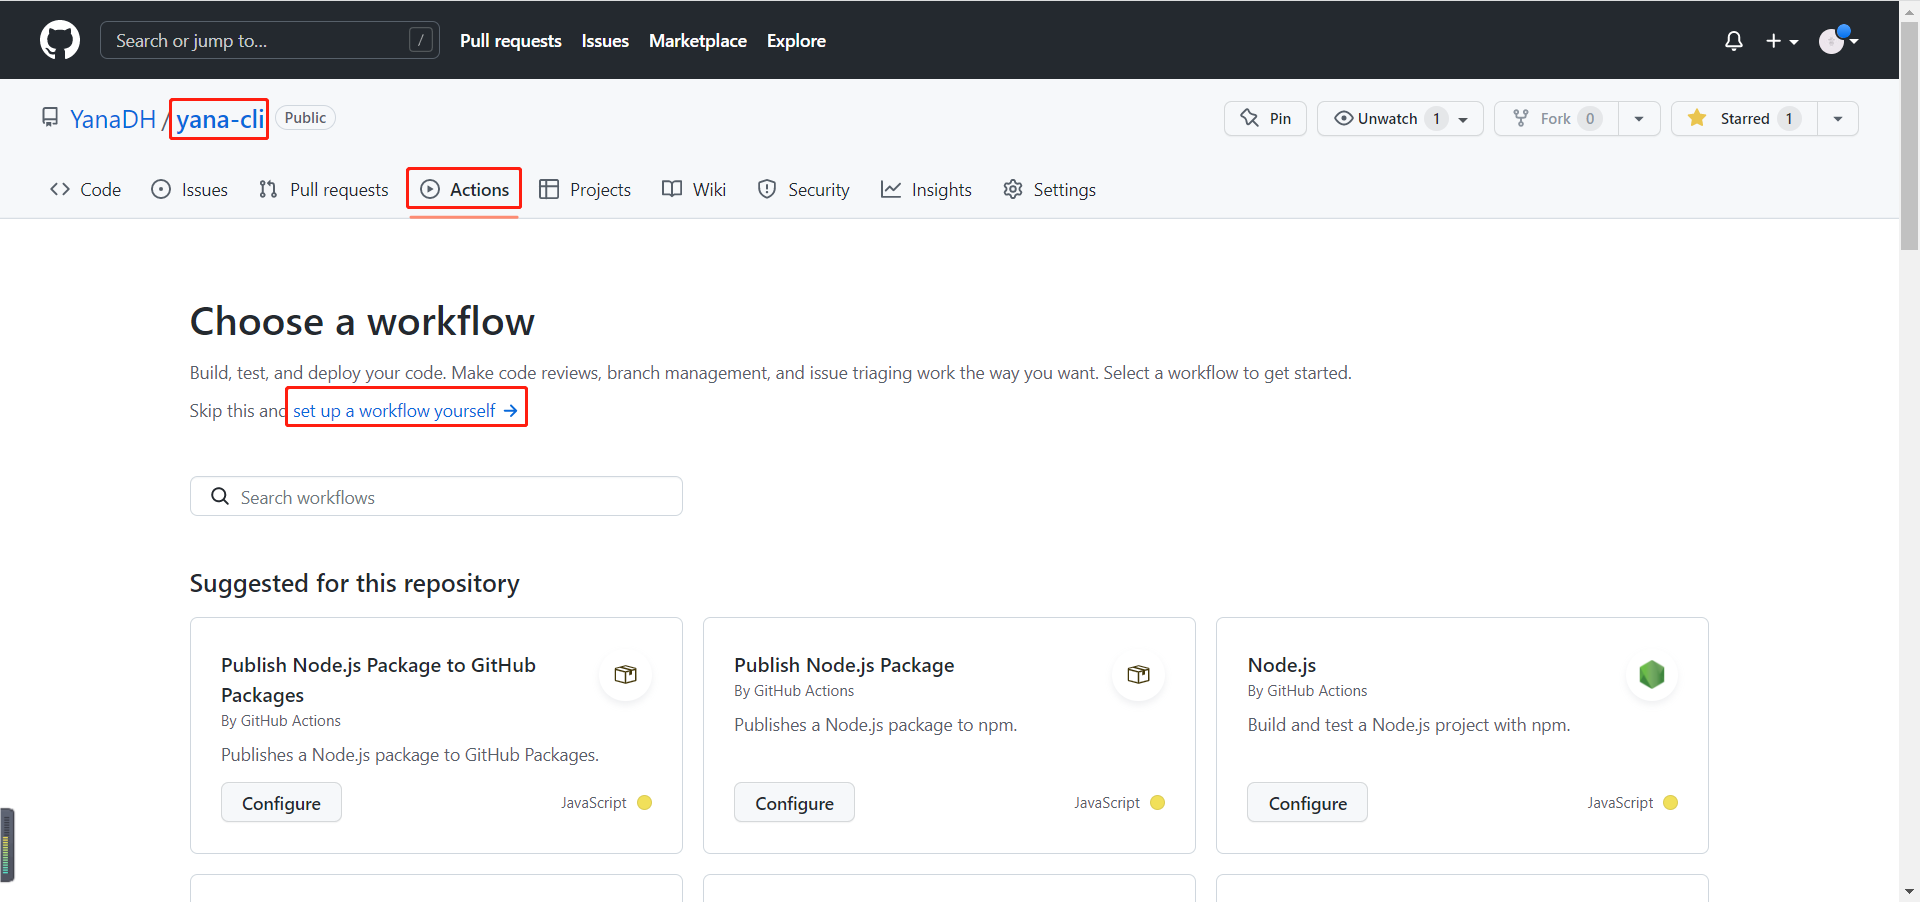 Search or jump to... / Pull requests Issues Marketplace Explore
YanaDH / yana-cli Public Pin Unwatch 1 Fork 0 Starred 1
Code Issues Pull requests Actions Projects Wiki Security Insights Settings
Choose a workflow
Build, test, and deploy your code. Make code reviews, branch management, and issue triaging work the way you want. Select a workflow to get started.
Skip this and set up a workflow yourself →
Search workflows
Suggested for this repository
Publish Node.js Package to GitHub
Packages
By GitHub Actions
Publishes a Node.js package to GitHub Packages.
Configure JavaScript
Publish Node.js Package
By GitHub Actions
Publishes a Node.js package to npm.
Configure JavaScript
Node.js
By GitHub Actions
Build and test a Node.js project with npm.
Configure JavaScript